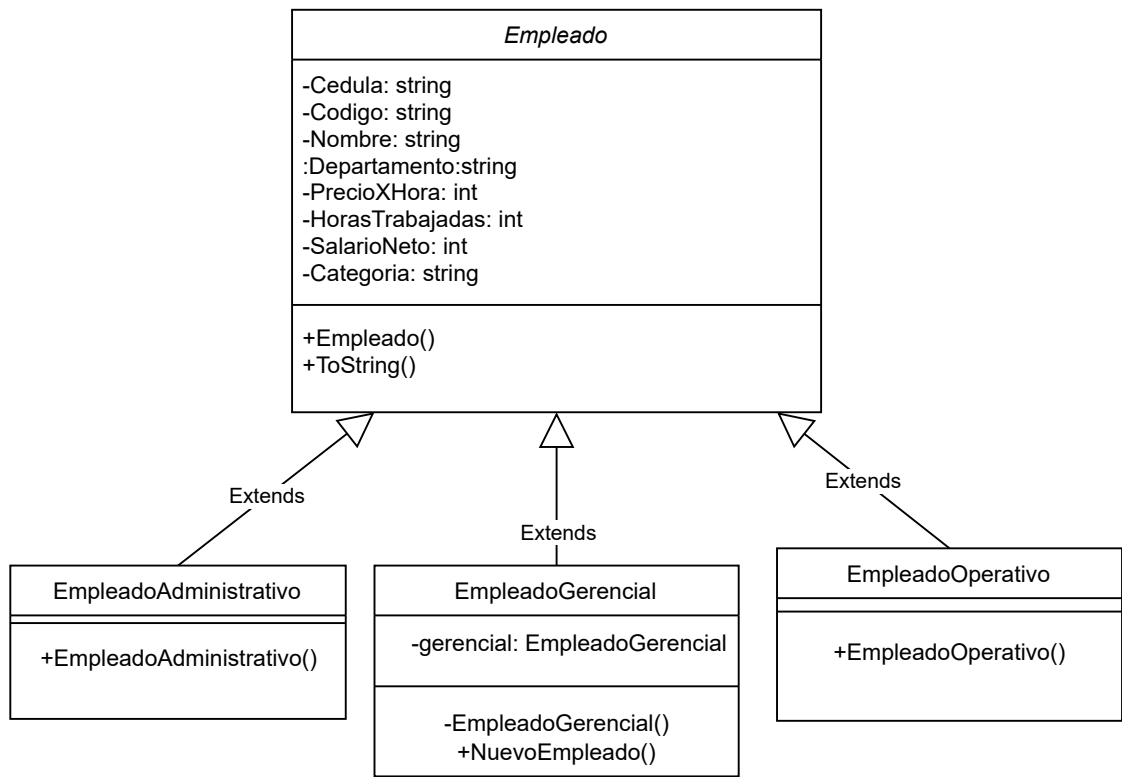 Empleado
-Cedula: string
-Codigo: string
-Nombre: string
:Departamento:string
-PrecioXHora: int
-HorasTrabajadas: int
-SalarioNeto: int
-Categoria: string
+Empleado()
+ToString()
Extends
Extends
Extends
EmpleadoAdministrativo
+EmpleadoAdministrativo()
EmpleadoGerencial
-gerencial: EmpleadoGerencial
-EmpleadoGerencial()
+NuevoEmpleado()
EmpleadoOperativo
+EmpleadoOperativo()